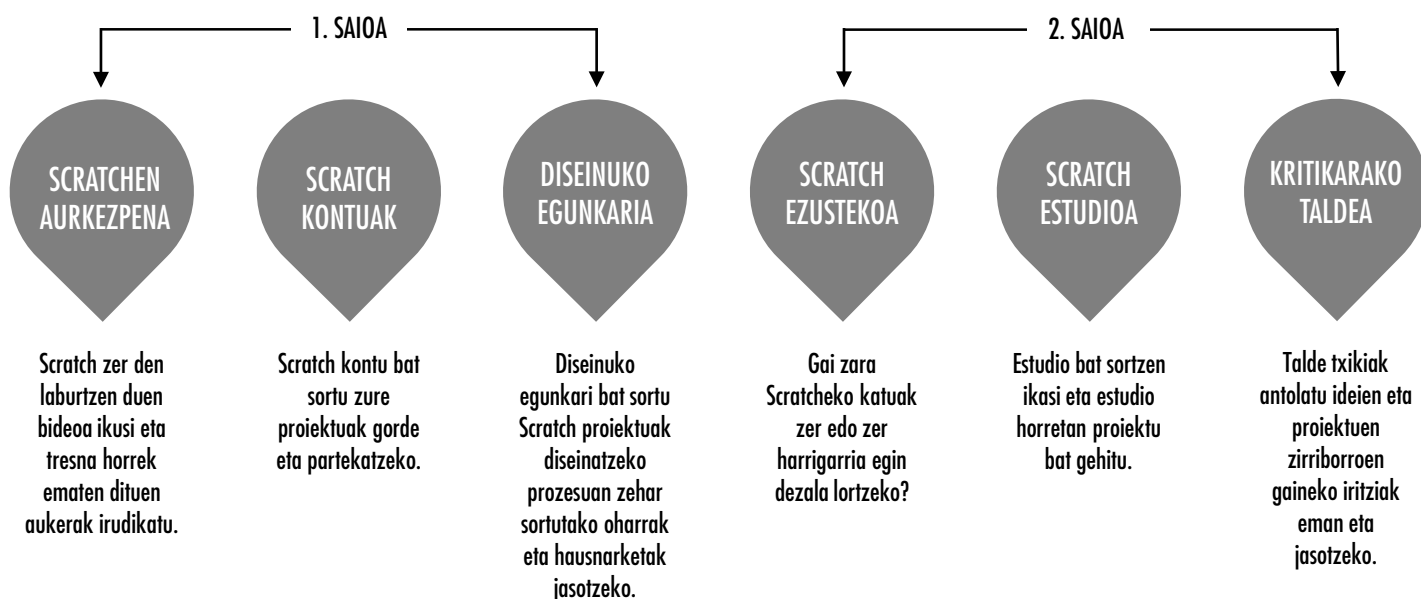 1. SAIOA
2. SAIOA
SCRATCHEN
AURKEZPENA
SCRATCH
KONTUAK
DISEINUKO
EGUNKARIA
SCRATCH
EZUSTEKOA
SCRATCH
ESTUDIOA
KRITIKARAKO
TALDEA
Scratch zer den
laburtzen duen
bideoa ikusi eta
tresna horrek
ematen dituen
aukerak irudikatu.
Scratch kontu bat
sortu zure
proiektuak gorde
eta partekatzeko.
Diseinuko
egunkari bat sortu
Scratch proiektuak
diseinatzeko
prozesuan zehar
sortutako oharrak
eta hausnarketak
jasotzeko.
Gai zara
Scratcheko katuak
zer edo zer
harrigarria egin
dezala lortzeko?
Estudio bat sortzen
ikasi eta estudio
horretan proiektu
bat gehitu.
Talde txikiak
antolatu ideien eta
proiektuen
zirriborroen
gaineko iritziak
eman eta
jasotzeko.